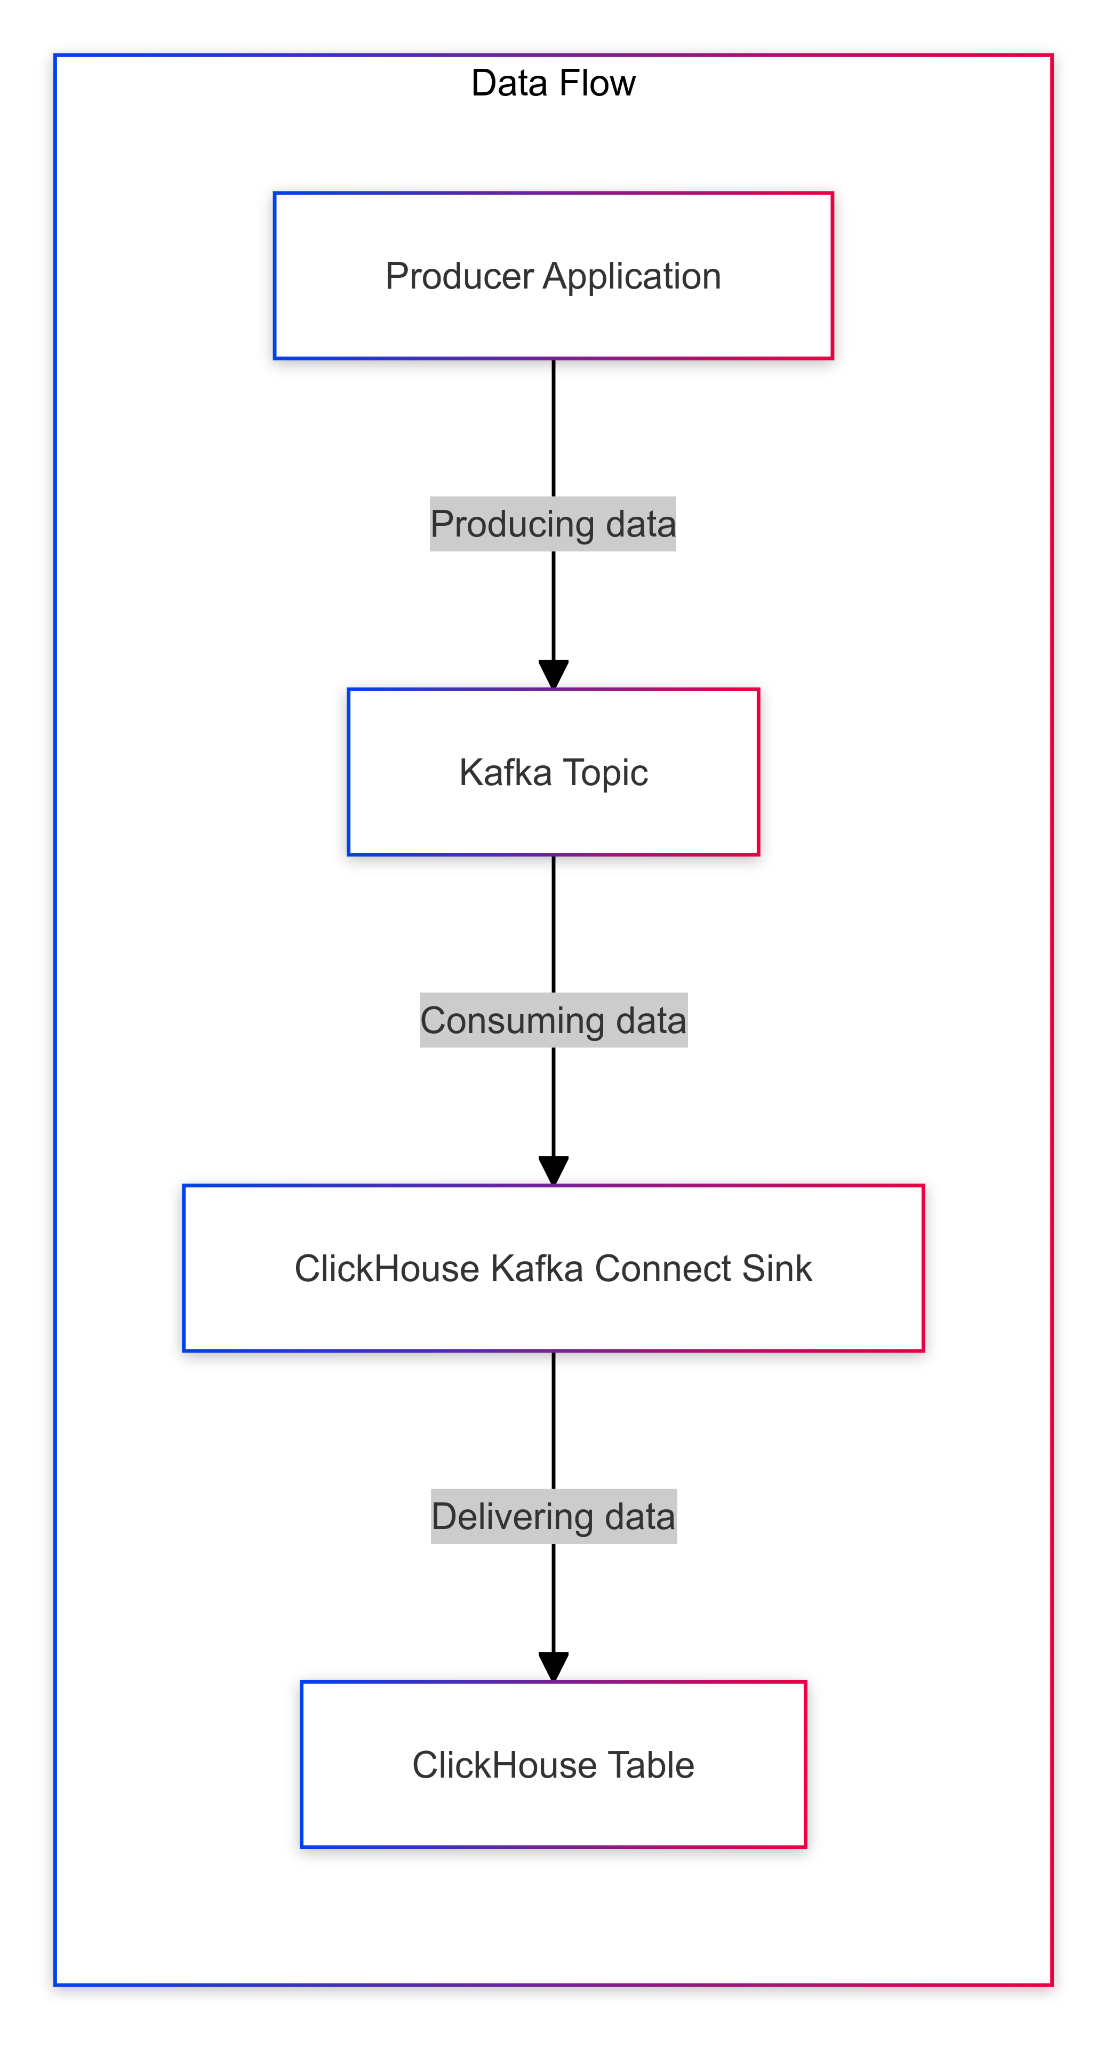 Data Flow
Producer Application
Producing data
Kafka Topic
Consuming data
ClickHouse Kafka Connect Sink
Delivering data
ClickHouse Table